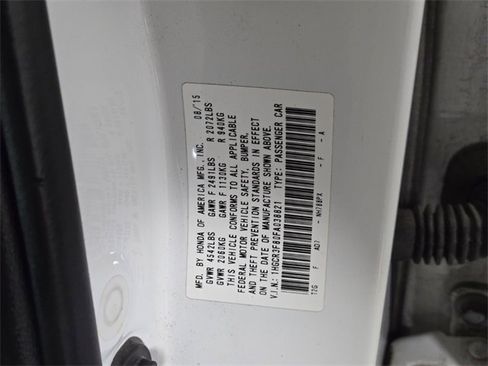 MFD. BY HONDA OF AMERICA MFG., INC. 08/15
GVWR 4542LBS GAWR F 2491LBS R 2072LBS
GVWR 2060KG GAWR F 1130KG R 940KG
THIS VEHICLE CONFORMS TO ALL APPLICABLE
FEDERAL MOTOR VEHICLE SAFETY, BUMPER,
AND THEFT PREVENTION STANDARDS IN EFFECT
ON THE DATE OF MANUFACTURE SHOWN ABOVE.
V.I.N.: 1HGCR3F80FA038821 TYPE: PASSENGER CAR
T2G F AD7 - NH788PX - F - A